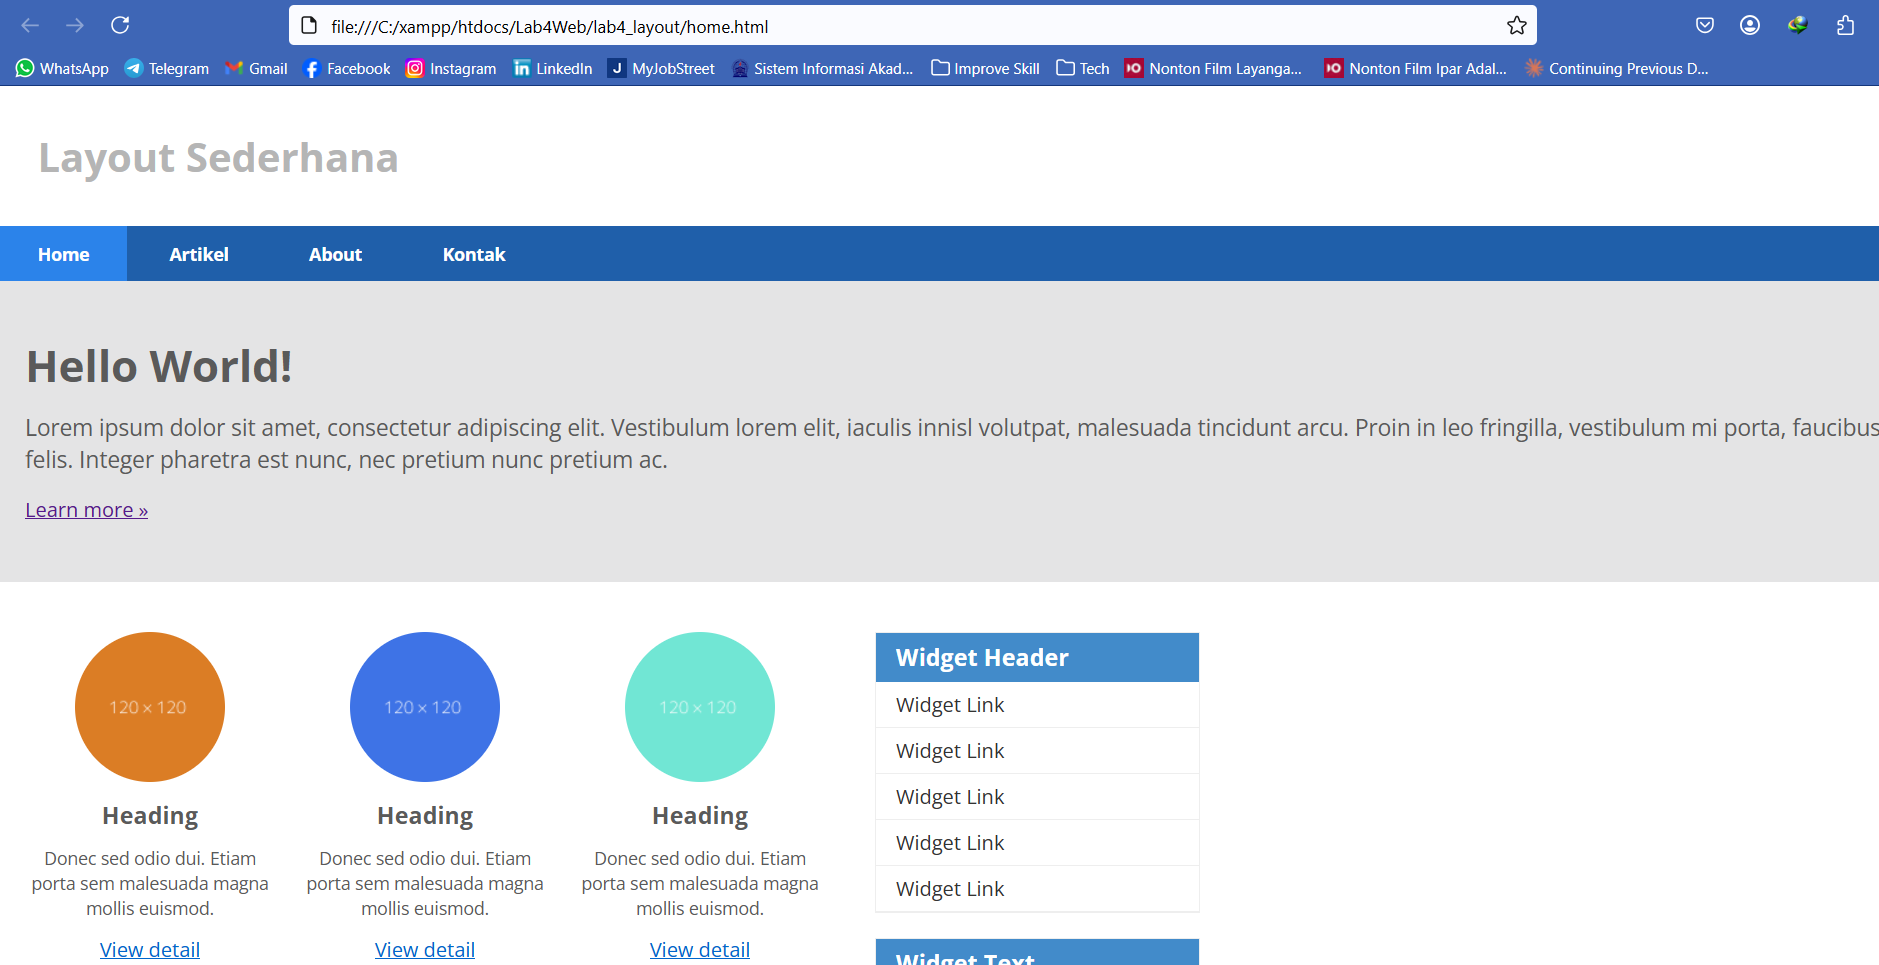 file:///C:/xampp/htdocs/Lab4Web/lab4_layout/home.html
WhatsApp Telegram Gmail Facebook Instagram LinkedIn MyJobStreet Sistem Informasi Akad... Improve Skill Tech Nonton Film Layanga... Nonton Film Ipar Adal... Continuing Previous D...
Layout Sederhana
Home Artikel About Kontak
Hello World!
Lorem ipsum dolor sit amet, consectetur adipiscing elit. Vestibulum lorem elit, iaculis innisl volutpat, malesuada tincidunt arcu. Proin in leo fringilla, vestibulum mi porta, faucibus
felis. Integer pharetra est nunc, nec pretium nunc pretium ac.
Learn more »
120 × 120
Heading
Donec sed odio dui. Etiam
porta sem malesuada magna
mollis euismod.
View detail
120 × 120
Heading
Donec sed odio dui. Etiam
porta sem malesuada magna
mollis euismod.
View detail
120 × 120
Heading
Donec sed odio dui. Etiam
porta sem malesuada magna
mollis euismod.
View detail
Widget Header
Widget Link
Widget Link
Widget Link
Widget Link
Widget Link
Widget Text